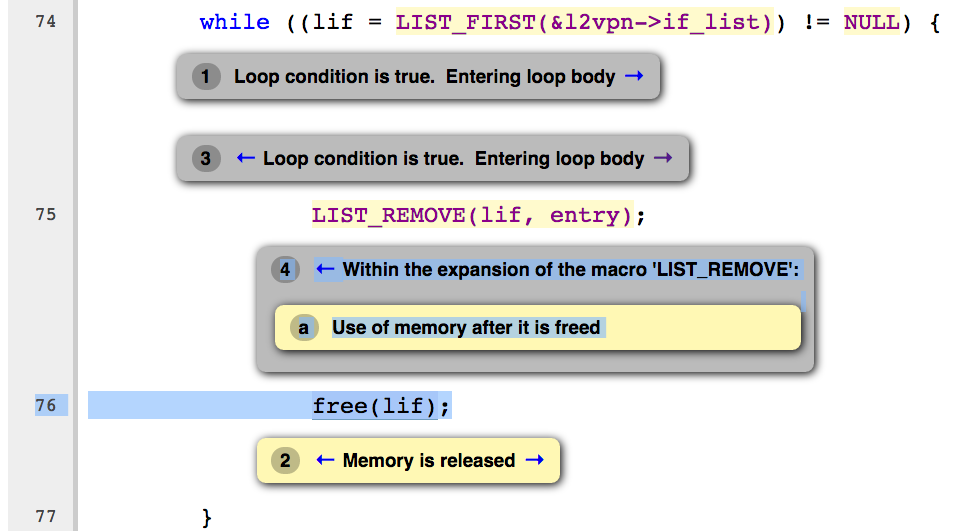 74 while ((lif = LIST_FIRST(&l2vpn->if_list)) != NULL) {
1 Loop condition is true. Entering loop body →
3 ← Loop condition is true. Entering loop body →
75 LIST_REMOVE(lif, entry);
4 ← Within the expansion of the macro 'LIST_REMOVE':
a Use of memory after it is freed
76 free(lif);
2 ← Memory is released →
77 }